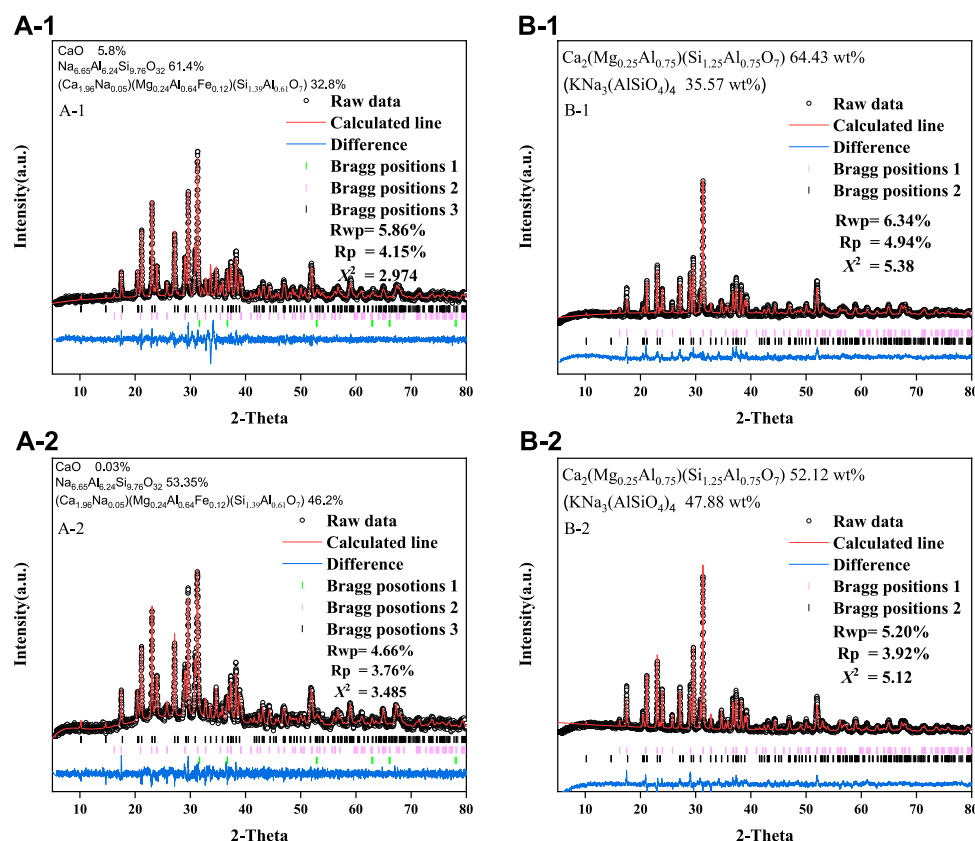 A-1
CaO 5.8%
Na6.65Al6.24Si9.76O32 61.4%
(Ca1.96Na0.05)(Mg0.24Al0.64Fe0.12)(Si1.39Al0.61O7) 32.8%
A-1
Raw data
Calculated line
Difference
Bragg positions 1
Bragg positions 2
Bragg positions 3
Rwp = 5.86%
Rp = 4.15%
X² = 2.974
Intensity(a.u.)
10 20 30 40 50 60 70 80
2-Theta
B-1
Ca2(Mg0.25Al0.75)(Si1.25Al0.75O7) 64.43 wt%
(KNa3(AlSiO4)4 35.57 wt%)
B-1
Raw data
Calculated line
Difference
Bragg positions 1
Bragg positions 2
Rwp = 6.34%
Rp = 4.94%
X² = 5.38
Intensity(a.u.)
10 20 30 40 50 60 70 80
2-Theta
A-2
CaO 0.03%
Na6.65Al6.24Si9.76O32 53.35%
(Ca1.96Na0.05)(Mg0.24Al0.64Fe0.12)(Si1.39Al0.61O7) 46.2%
A-2
Raw data
Calculated line
Difference
Bragg posotions 1
Bragg posotions 2
Bragg posotions 3
Rwp = 4.66%
Rp = 3.76%
X² = 3.485
Intensity(a.u.)
10 20 30 40 50 60 70 80
2-Theta
B-2
Ca2(Mg0.25Al0.75)(Si1.25Al0.75O7) 52.12 wt%
(KNa3(AlSiO4)4 47.88 wt%)
B-2
Raw data
Calculated line
Difference
Bragg positions 1
Bragg positions 2
Rwp = 5.20%
Rp = 3.92%
X² = 5.12
Intensity(a.u.)
10 20 30 40 50 60 70 80
2-Theta